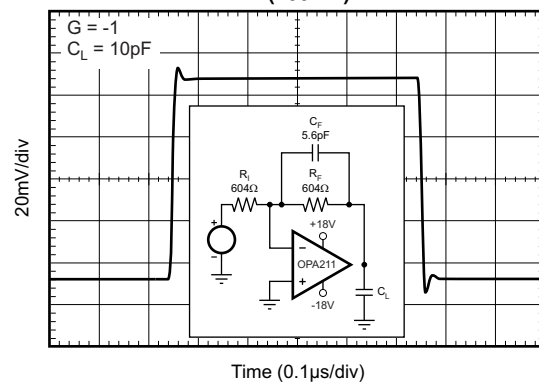 G = -1
C_L = 10pF
20mV/div
C_F
5.6pF
R_I
604Ω
R_F
604Ω
+18V
OPA211
-18V
C_L
+
–
–
+
Time (0.1µs/div)